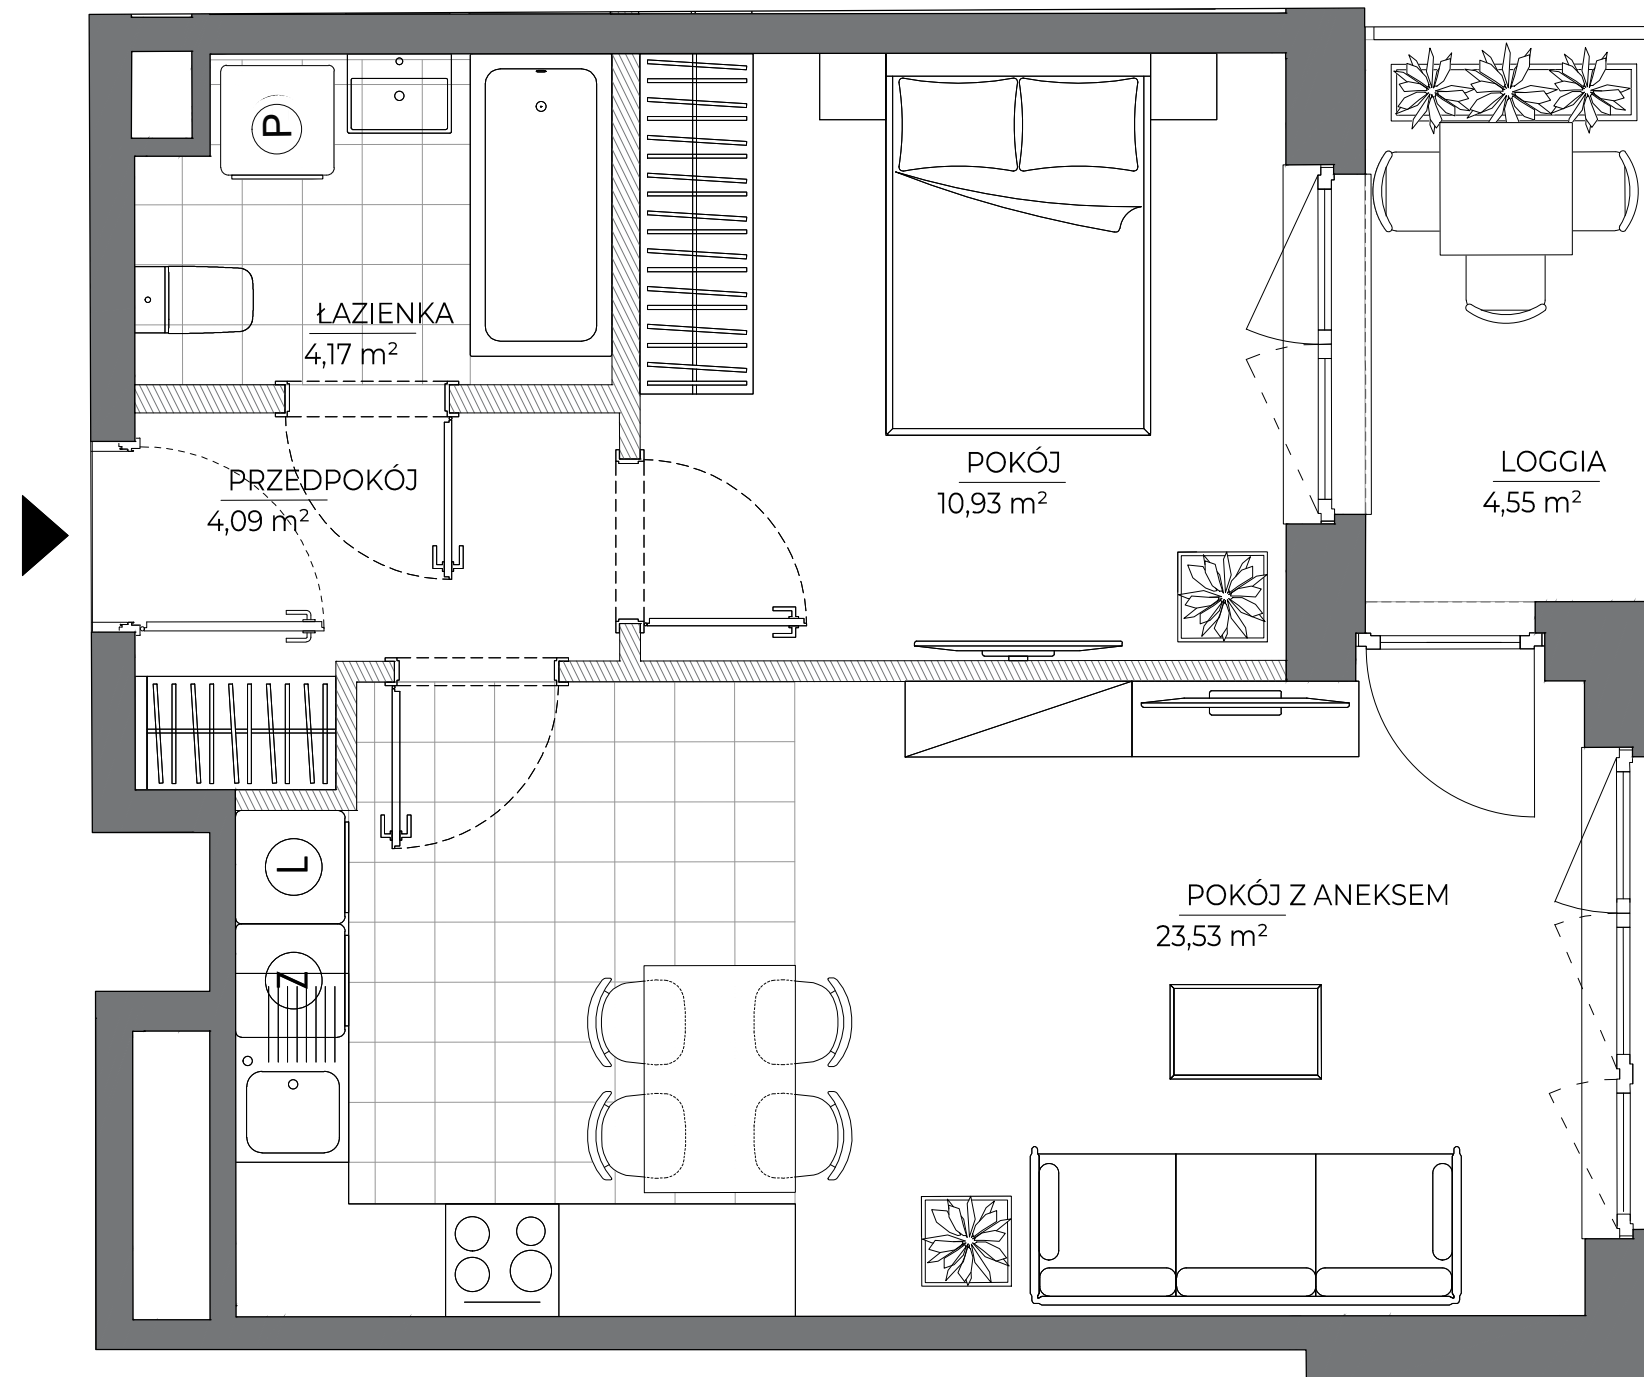 P
ŁAZIENKA
4,17 m²
PRZEDPOKÓJ
4,09 m²
POKÓJ
10,93 m²
LOGGIA
4,55 m²
L
Z
POKÓJ Z ANEKSEM
23,53 m²